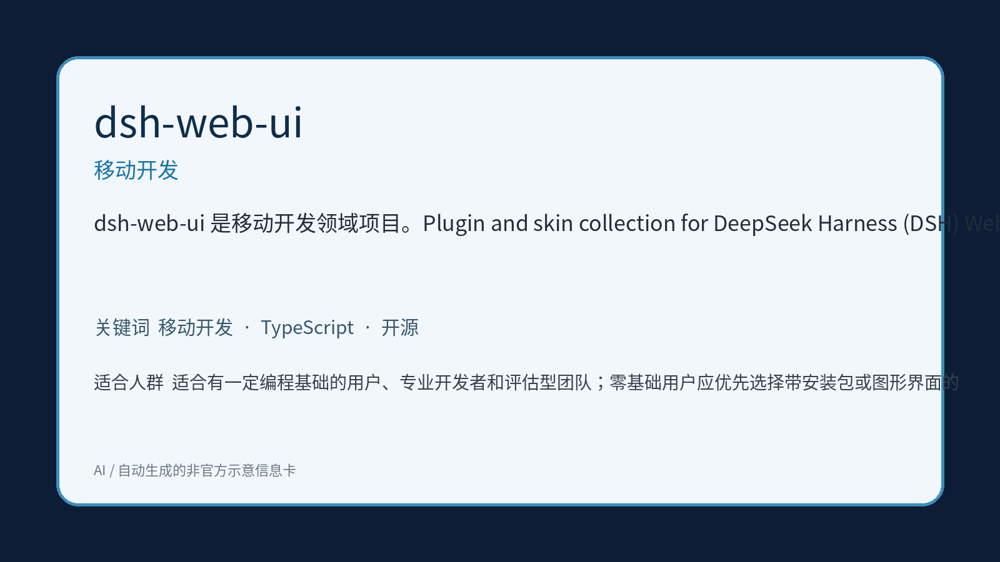 dsh-web-ui
移动开发
dsh-web-ui 是移动开发领域项目。Plugin and skin collection for DeepSeek Harness (DSH) Web
关键词 移动开发 · TypeScript · 开源
适合人群 适合有一定编程基础的用户、专业开发者和评估型团队；零基础用户应优先选择带安装包或图形界面的
AI / 自动生成的非官方示意信息卡